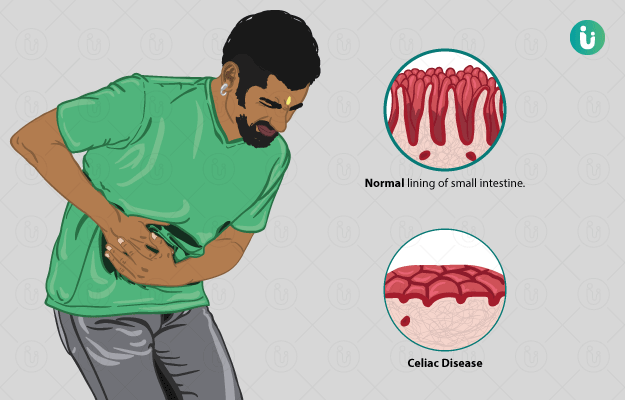 Normal lining of small intestine.
Celiac Disease